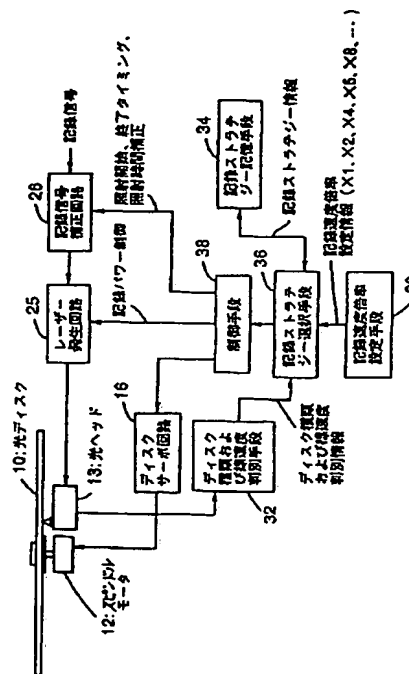 10:光ディスク
13:光ヘッド
12:スピンドル
モータ
25
レーザー
発生回路
26
記録信号
補正回路
記録信号
記録パワー制御
照射開始、終了タイミング、
照射時間補正
16
ディスク
サーボ回路
38
制御手段
34
記録ストラテ
ジー記憶手段
記録ストラテジー情報
32
ディスク種類および線速度
判別手段
ディスク種類
および線速度
判別情報
36
記録ストラテ
ジー選択手段
記録速度倍率
設定情報(X1、X2、X4、X6、X8、…)
記録速度倍率
設定手段